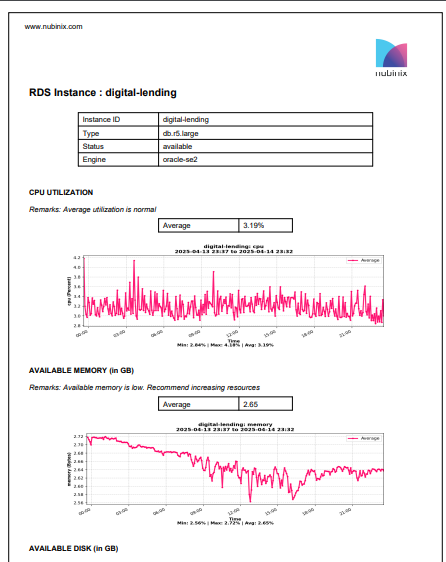 www.nubinix.com
nubinix
RDS Instance : digital-lending
Instance ID digital-lending
Type db.r5.large
Status available
Engine oracle-se2
CPU UTILIZATION
Remarks: Average utilization is normal
Average 3.19%
digital-lending: cpu
2025-04-13 23:37 to 2025-04-14 23:32
Average
4.2
4.0
3.8
3.6
3.4
3.2
3.0
2.8
cpu (Percent)
00:00 03:00 06:00 09:00 12:00 15:00 18:00 21:00
Time
Min: 2.84% | Max: 4.18% | Avg: 3.19%
AVAILABLE MEMORY (in GB)
Remarks: Available memory is low. Recommend increasing resources
Average 2.65
digital-lending: memory
2025-04-13 23:37 to 2025-04-14 23:32
Average
2.72
2.70
2.68
2.66
2.64
2.62
2.60
2.58
2.56
memory (Bytes)
00:00 03:00 06:00 09:00 12:00 15:00 18:00 21:00
Time
Min: 2.56% | Max: 2.72% | Avg: 2.65%
AVAILABLE DISK (in GB)